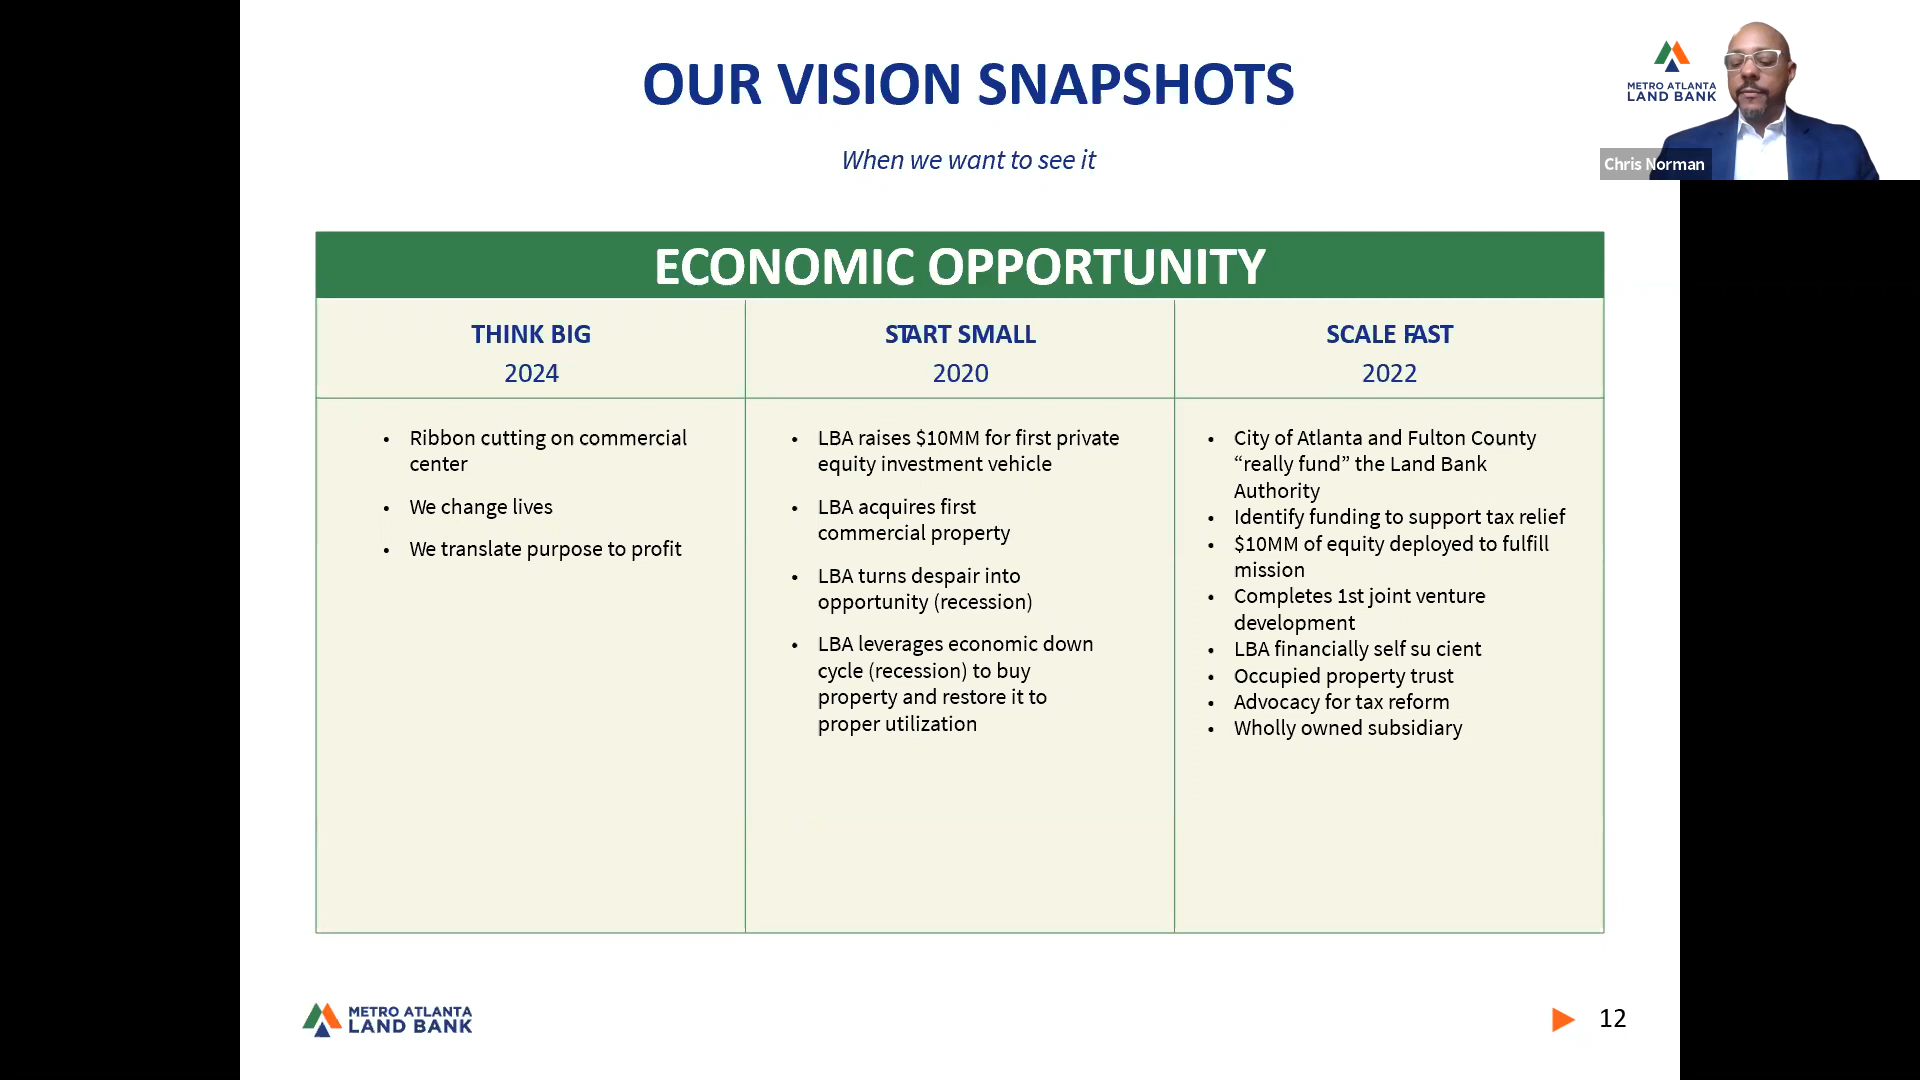 OUR VISION SNAPSHOTS
When we want to see it
METRO ATLANTA
LAND BANK
Chris Norman
ECONOMIC OPPORTUNITY
THINK BIG
2024
START SMALL
2020
SCALE FAST
2022
• Ribbon cutting on commercial
center
• We change lives
• We translate purpose to profit
• LBA raises $10MM for first private
equity investment vehicle
• LBA acquires first
commercial property
• LBA turns despair into
opportunity (recession)
• LBA leverages economic down
cycle (recession) to buy
property and restore it to
proper utilization
• City of Atlanta and Fulton County
“really fund” the Land Bank
Authority
• Identify funding to support tax relief
• $10MM of equity deployed to fulfill
mission
• Completes 1st joint venture
development
• LBA financially self su cient
• Occupied property trust
• Advocacy for tax reform
• Wholly owned subsidiary
METRO ATLANTA
LAND BANK
12